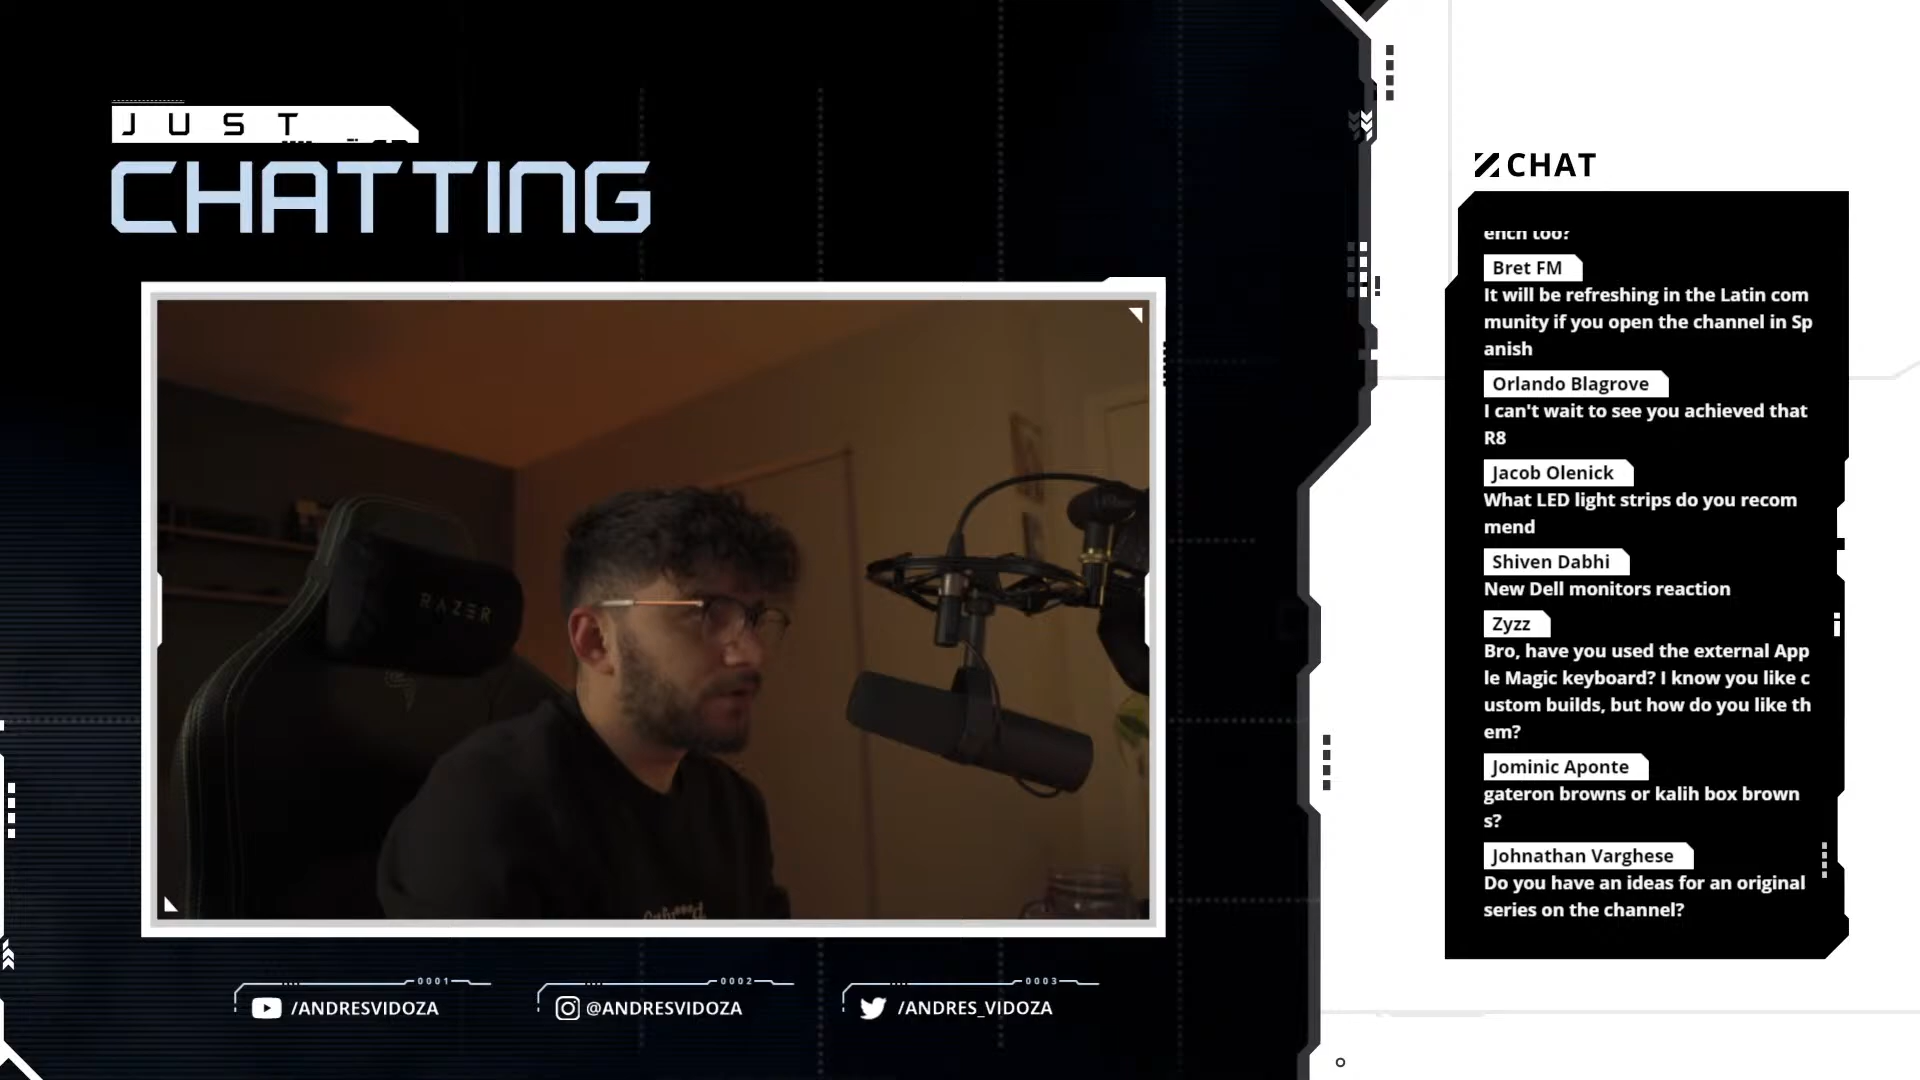 JUST
CHATTING
RAZER
0001
/ANDRESVIDOZA
0002
@ANDRESVIDOZA
0003
/ANDRES_VIDOZA
CHAT
ench too?
Bret FM
It will be refreshing in the Latin com
munity if you open the channel in Sp
anish
Orlando Blagrove
I can't wait to see you achieved that
R8
Jacob Olenick
What LED light strips do you recom
mend
Shiven Dabhi
New Dell monitors reaction
Zyzz
Bro, have you used the external App
le Magic keyboard? I know you like c
ustom builds, but how do you like th
em?
Jominic Aponte
gateron browns or kalih box brown
s?
Johnathan Varghese
Do you have an ideas for an original
series on the channel?